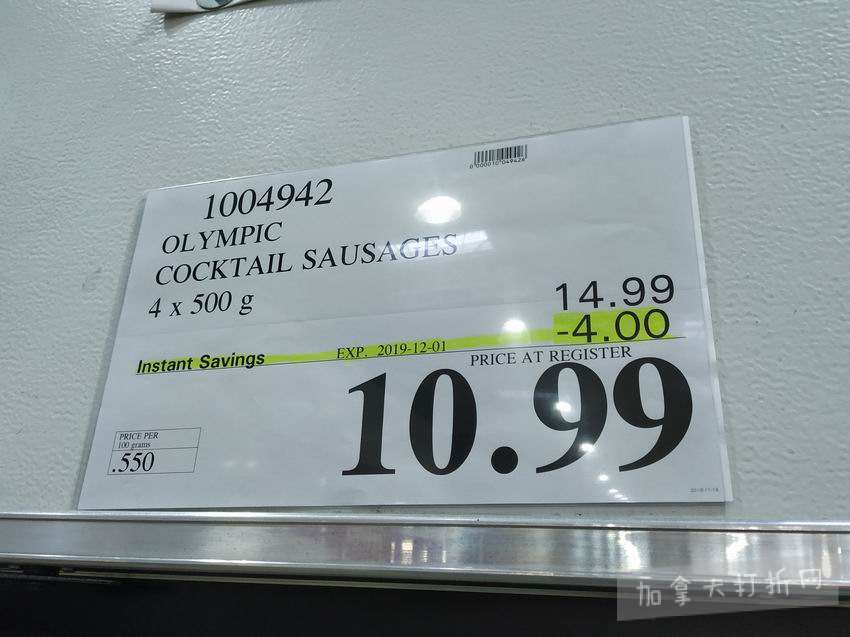 0000010049424
1004942
OLYMPIC
COCKTAIL SAUSAGES
4 x 500 g
14.99
-4.00
Instant Savings EXP. 2019-12-01
PRICE AT REGISTER
10.99
PRICE PER
100 grams
.550
加拿大打折网